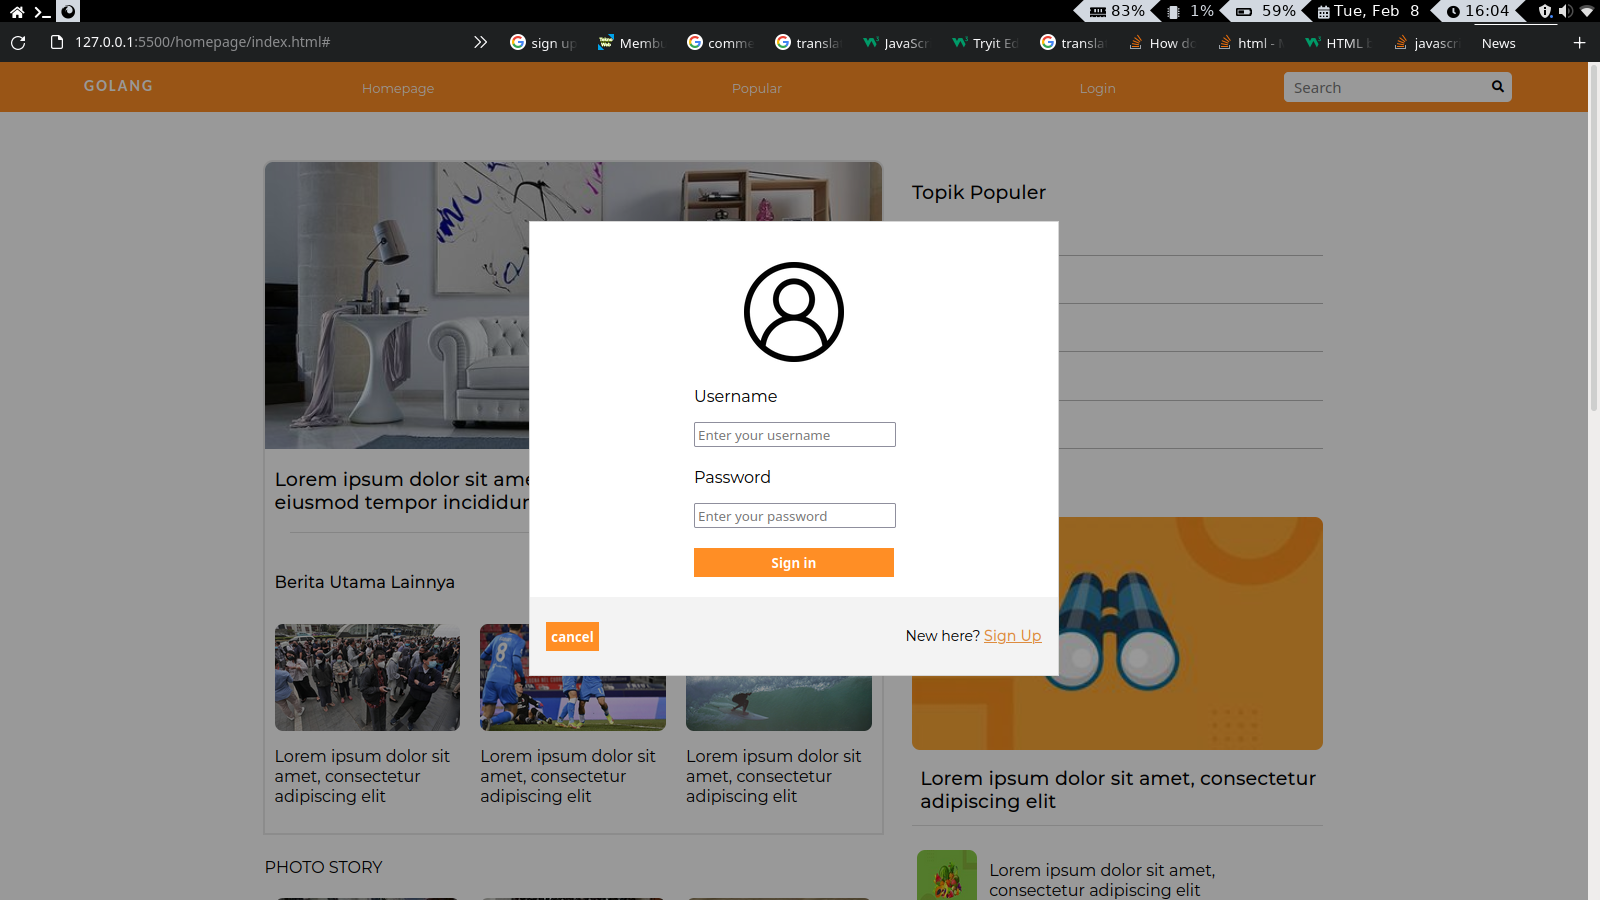 83%
1%
59%
Tue, Feb 8
16:04
127.0.0.1:5500/homepage/index.html#
sign up
Memb
comme
transla
JavaSc
Tryit Ed
transla
How do
html -
HTML
javascr
News
GOLANG
Homepage
Popular
Login
Search
Topik Populer
Username
Enter your username
Password
Enter your password
Sign in
cancel
New here? Sign Up
Lorem ipsum dolor sit ame
eiusmod tempor incididun
Berita Utama Lainnya
Lorem ipsum dolor sit
amet, consectetur
adipiscing elit
Lorem ipsum dolor sit
amet, consectetur
adipiscing elit
Lorem ipsum dolor sit
amet, consectetur
adipiscing elit
PHOTO STORY
Lorem ipsum dolor sit amet, consectetur
adipiscing elit
Lorem ipsum dolor sit amet,
consectetur adipiscing elit